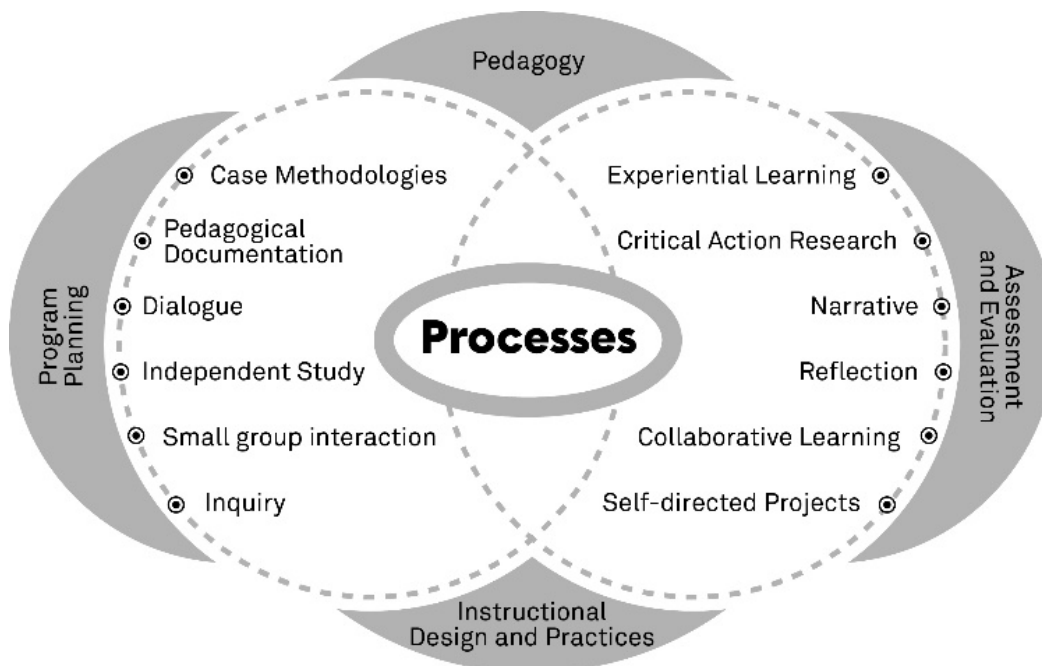 Pedagogy
Program
Planning
Case Methodologies
Pedagogical
Documentation
Dialogue
Independent Study
Small group interaction
Inquiry
Processes
Experiential Learning
Critical Action Research
Narrative
Reflection
Collaborative Learning
Self-directed Projects
Assessment
and Evaluation
Instructional
Design and Practices